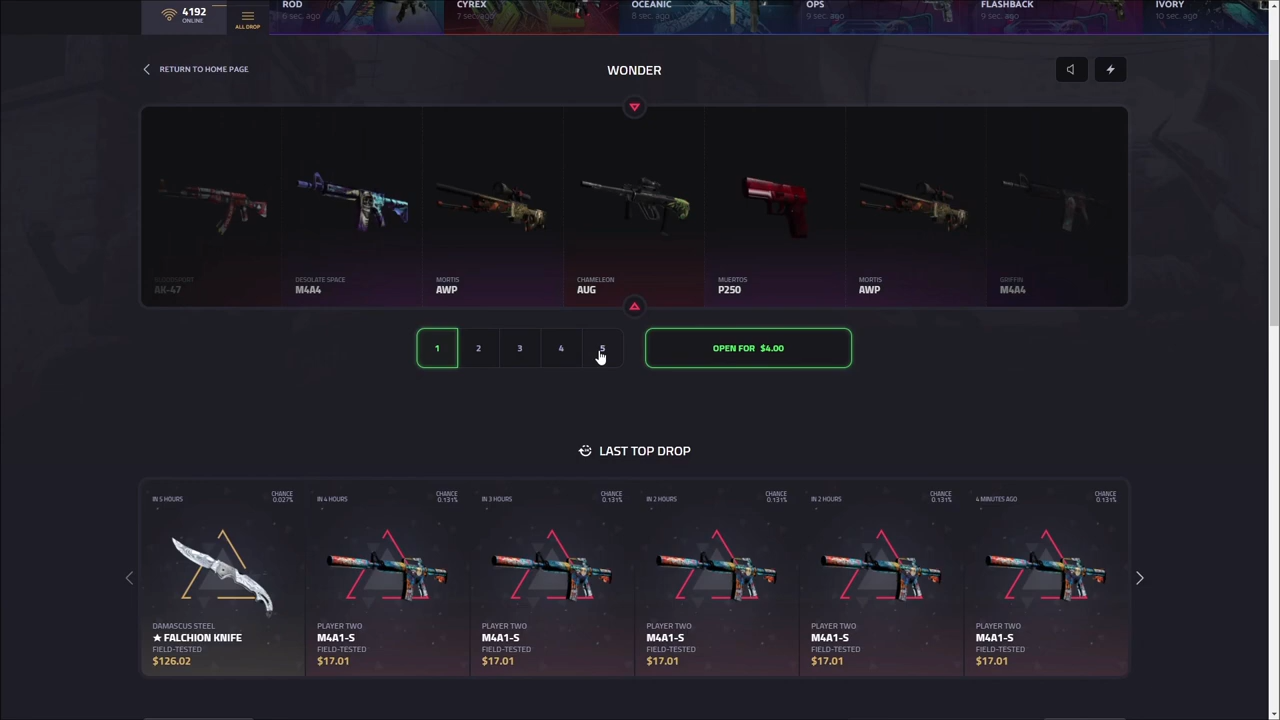 4192
ONLINE
ALL DROP
ROD
6 sec. ago
CYREX
7 sec. ago
OCEANIC
8 sec. ago
OPS
9 sec. ago
FLASHBACK
9 sec. ago
IVORY
10 sec. ago
RETURN TO HOME PAGE
WONDER
BLOODSPORT
AK-47
DESOLATE SPACE
M4A4
MORTIS
AWP
CHAMELEON
AUG
MUERTOS
P250
MORTIS
AWP
GRIFFIN
M4A4
1 2 3 4 5
OPEN FOR $4.00
LAST TOP DROP
IN 5 HOURS
CHANCE
0.027%
DAMASCUS STEEL
★ FALCHION KNIFE
FIELD-TESTED
$126.02
IN 4 HOURS
CHANCE
0.131%
PLAYER TWO
M4A1-S
FIELD-TESTED
$17.01
IN 3 HOURS
CHANCE
0.131%
PLAYER TWO
M4A1-S
FIELD-TESTED
$17.01
IN 2 HOURS
CHANCE
0.131%
PLAYER TWO
M4A1-S
FIELD-TESTED
$17.01
IN 2 HOURS
CHANCE
0.131%
PLAYER TWO
M4A1-S
FIELD-TESTED
$17.01
4 MINUTES AGO
CHANCE
0.131%
PLAYER TWO
M4A1-S
FIELD-TESTED
$17.01